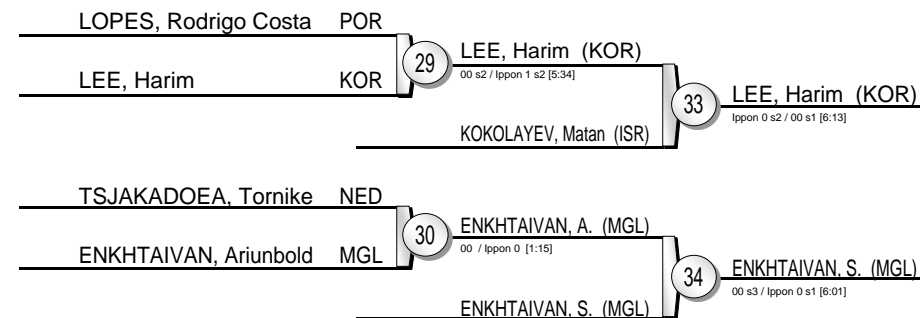 LOPES, Rodrigo Costa POR
LEE, Harim KOR
29
LEE, Harim (KOR)
00 s2 / Ippon 1 s2 [5:34]
KOKOLAYEV, Matan (ISR)
33
LEE, Harim (KOR)
Ippon 0 s2 / 00 s1 [6:13]
TSJAKADOEA, Tornike NED
ENKHTAIVAN, Ariunbold MGL
30
ENKHTAIVAN, A. (MGL)
00 / Ippon 0 [1:15]
ENKHTAIVAN, S. (MGL)
34
ENKHTAIVAN, S. (MGL)
00 s3 / Ippon 0 s1 [6:01]